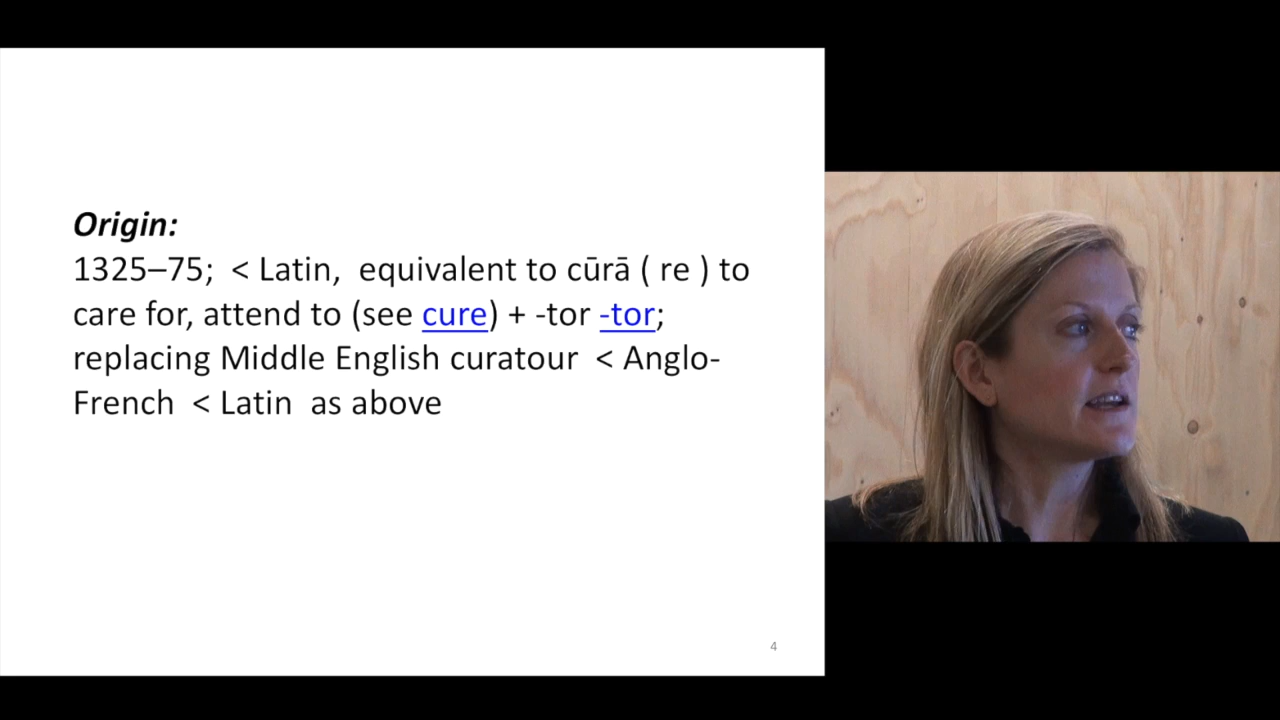 Origin:
1325–75; < Latin, equivalent to cūrā ( re ) to
care for, attend to (see cure) + -tor -tor;
replacing Middle English curatour < Anglo-
French < Latin as above
4